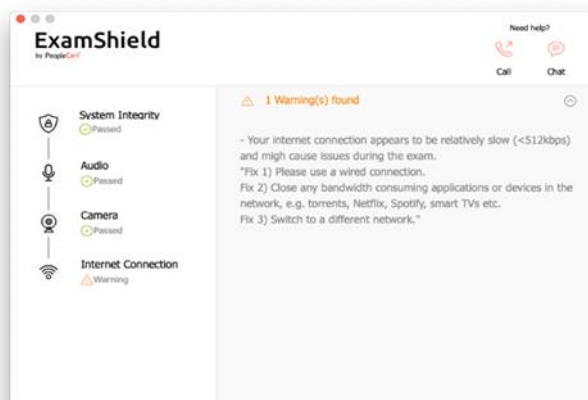 ExamShield
by PeopleCert
Need help?
Call
Chat
System Integrity
Passed
Audio
Passed
Camera
Passed
Internet Connection
Warning
1 Warning(s) found
- Your internet connection appears to be relatively slow (<512kbps)
and migh cause issues during the exam.
"Fix 1) Please use a wired connection.
Fix 2) Close any bandwidth consuming applications or devices in the
network, e.g. torrents, Netflix, Spotify, smart TVs etc.
Fix 3) Switch to a different network."